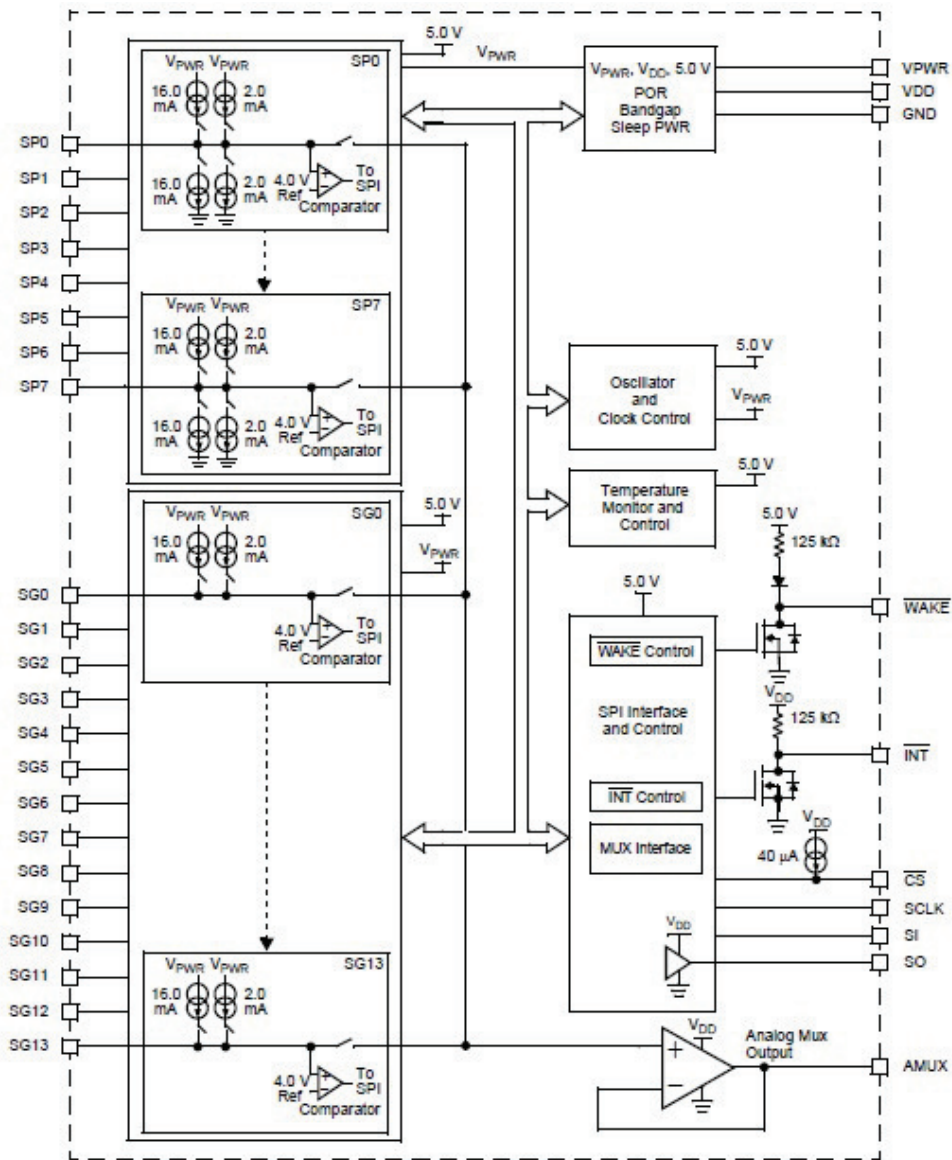 5.0 V
VPWR
VPWR VPWR
SP0
16.0 mA
2.0 mA
16.0 mA
2.0 mA
4.0 V Ref
To SPI
Comparator
VPWR, VDD, 5.0 V
POR
Bandgap
Sleep PWR
VPWR
VDD
GND
SP0
SP1
SP2
SP3
SP4
SP5
SP6
SP7
VPWR VPWR
SP7
16.0 mA
2.0 mA
16.0 mA
2.0 mA
4.0 V Ref
To SPI
Comparator
Oscillator
and
Clock Control
5.0 V
VPWR
Temperature
Monitor and
Control
5.0 V
VPWR VPWR
SG0
16.0 mA
2.0 mA
4.0 V Ref
To SPI
Comparator
5.0 V
VPWR
SG0
SG1
SG2
SG3
SG4
SG5
SG6
SG7
SG8
SG9
SG10
SG11
SG12
SG13
VPWR VPWR
SG13
16.0 mA
2.0 mA
4.0 V Ref
To SPI
Comparator
5.0 V
WAKE Control
SPI Interface
and Control
INT Control
MUX Interface
VDD
5.0 V
125 kΩ
WAKE
VDD
125 kΩ
INT
VDD
40 µA
CS
SCLK
SI
SO
VDD
Analog Mux
Output
AMUX